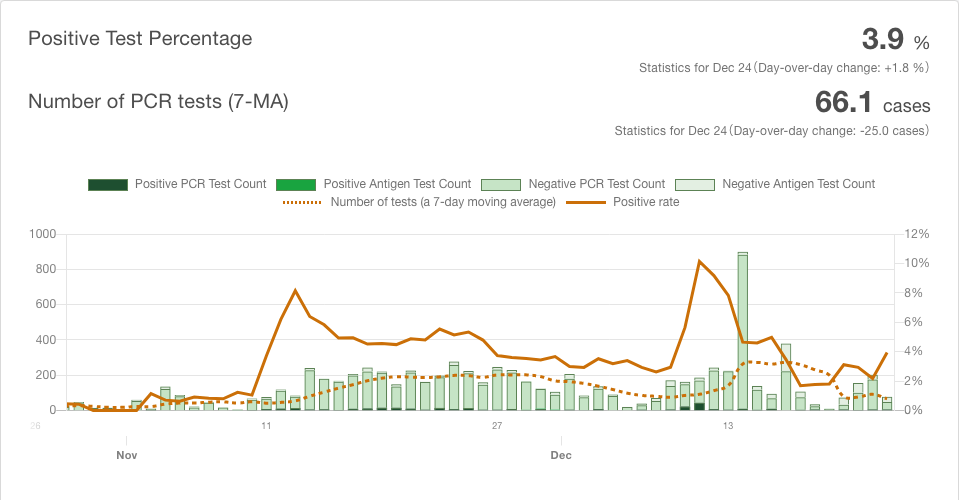 Positive Test Percentage
3.9 %
Statistics for Dec 24（Day-over-day change: +1.8 %）
Number of PCR tests (7-MA)
66.1 cases
Statistics for Dec 24（Day-over-day change: -25.0 cases）
Positive PCR Test Count Positive Antigen Test Count Negative PCR Test Count Negative Antigen Test Count
Number of tests (a 7-day moving average) Positive rate
1000 12%
10%
800
8%
600
6%
400
4%
200
2%
0 0%
26 11 27 13
Nov Dec